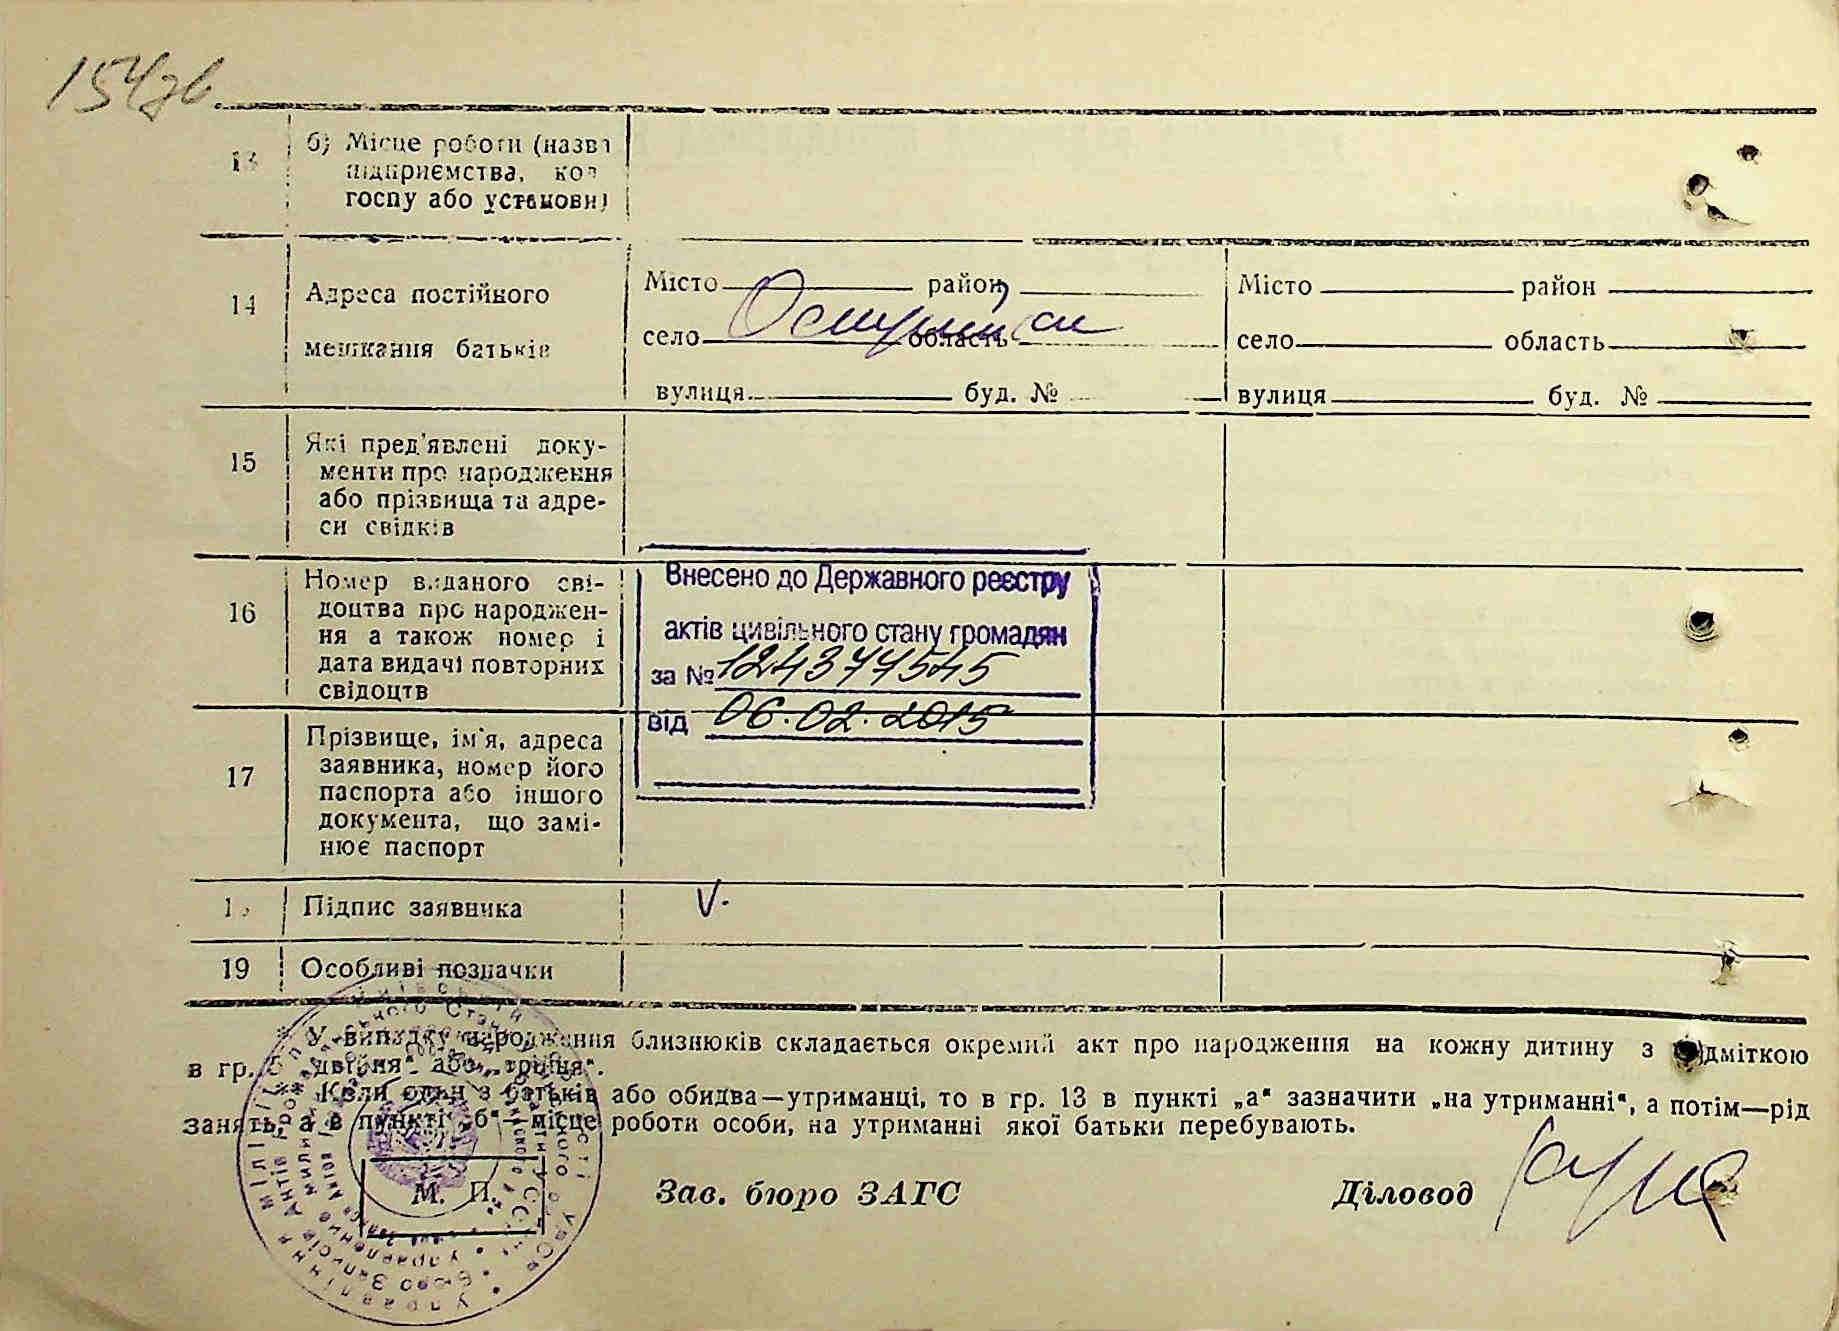 154зв
13 б) Місце роботи (назва
підприємства, кол
госпу або установи)
14 Адреса постійного
мешкання батьків
Місто район
село область
вулиця буд. №
Місто район
село область
вулиця буд. №
15 Які пред'явлені доку-
менти про народження
або прізвища та адре-
си свідків
16 Номер виданого сві-
доцтва про народжен-
ня а також номер і
дата видачі повторних
свідоцтв
Внесено до Державного реєстру
актів цивільного стану громадян
за № 124377545
від 06.02.2015
17 Прізвище, ім'я, адреса
заявника, номер його
паспорта або іншого
документа, що замі-
нює паспорт
Підпис заявника V.
19 Особливі позначки
* У випадку народження близнюків складається окремий акт про народження на кожну дитину з відміткою
в гр. „двійня" або „трійня".
** Коли один з батьків або обидва—утриманці, то в гр. 13 в пункті „а" зазначити „на утриманні", а потім—рід
занять, а в пункті „б" місце роботи особи, на утриманні якої батьки перебувають.
М. П.
Зав. бюро ЗАГС
Діловод